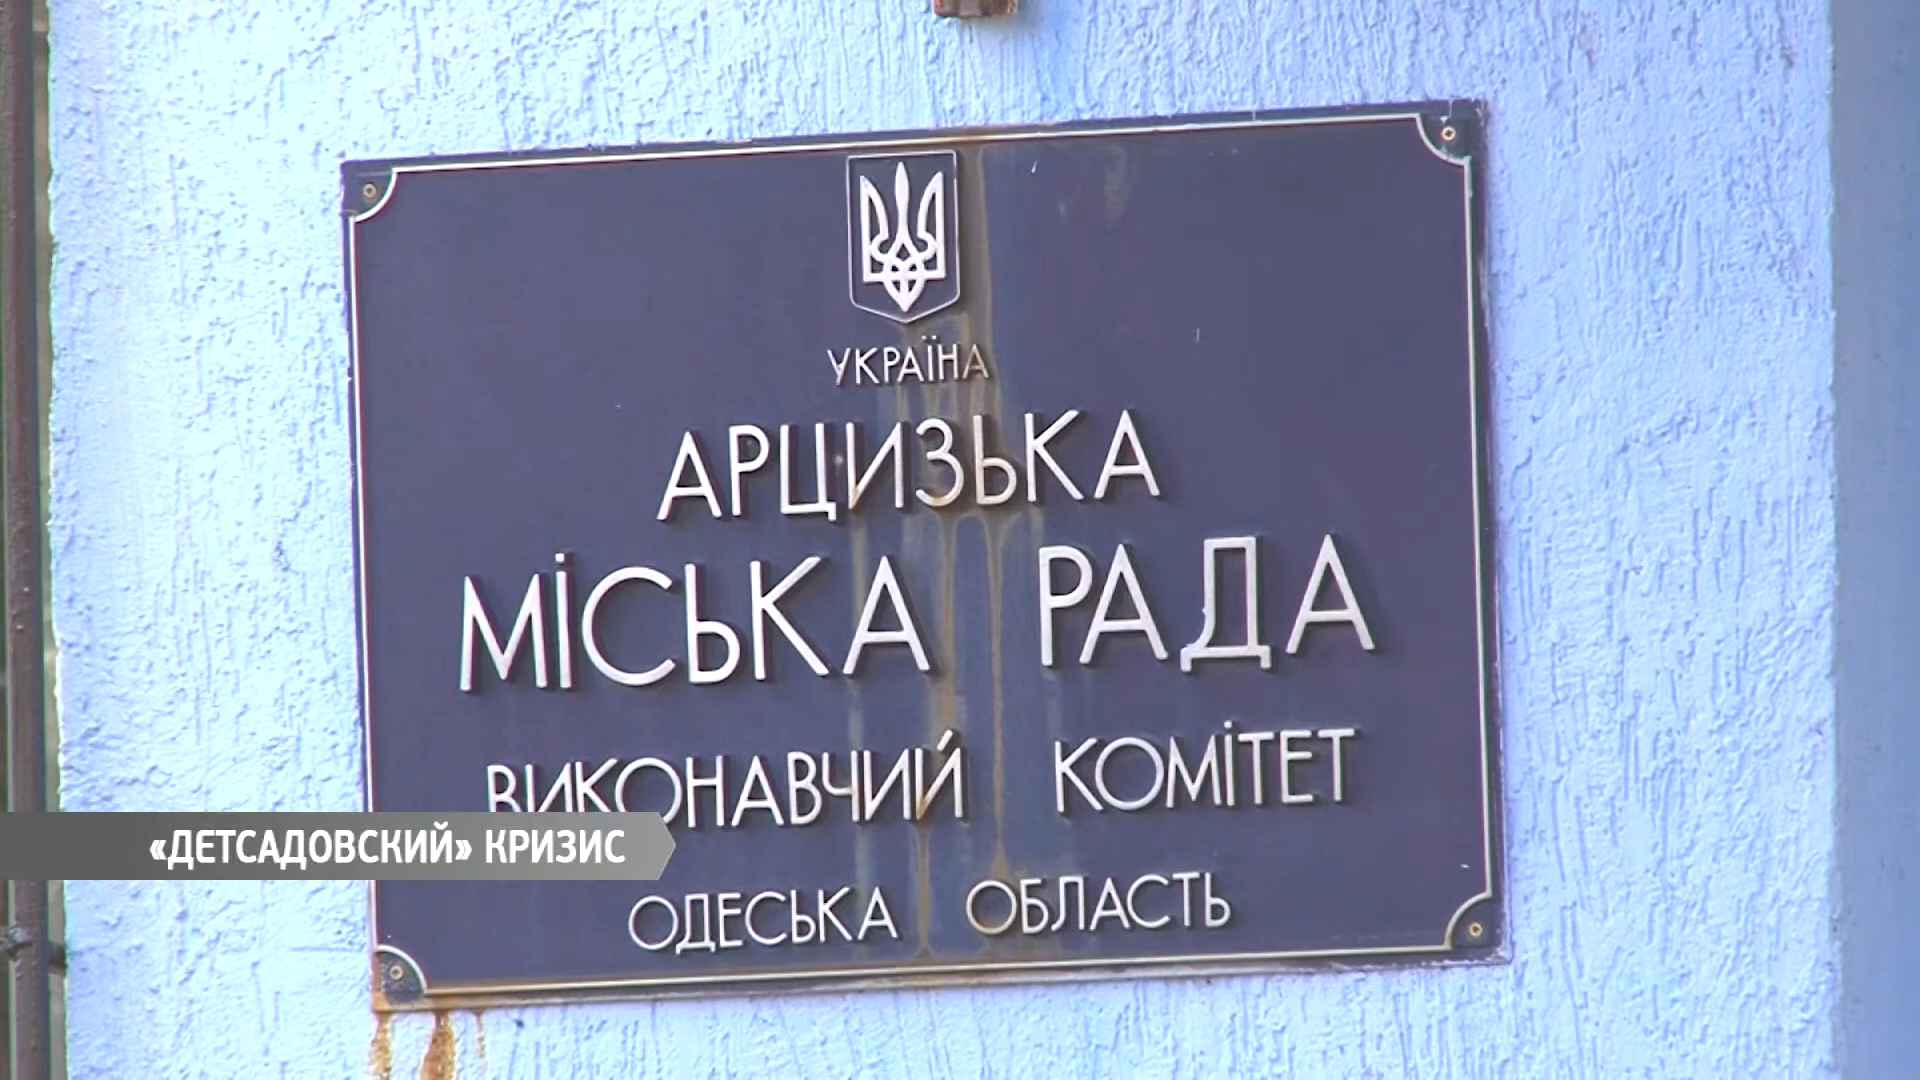 УКРАЇНА
АРЦИЗЬКА
МІСЬКА РАДА
ВИКОНАВЧИЙ КОМІТЕТ
«ДЕТСАДОВСКИЙ» КРИЗИС
ОДЕСЬКА ОБЛАСТЬ